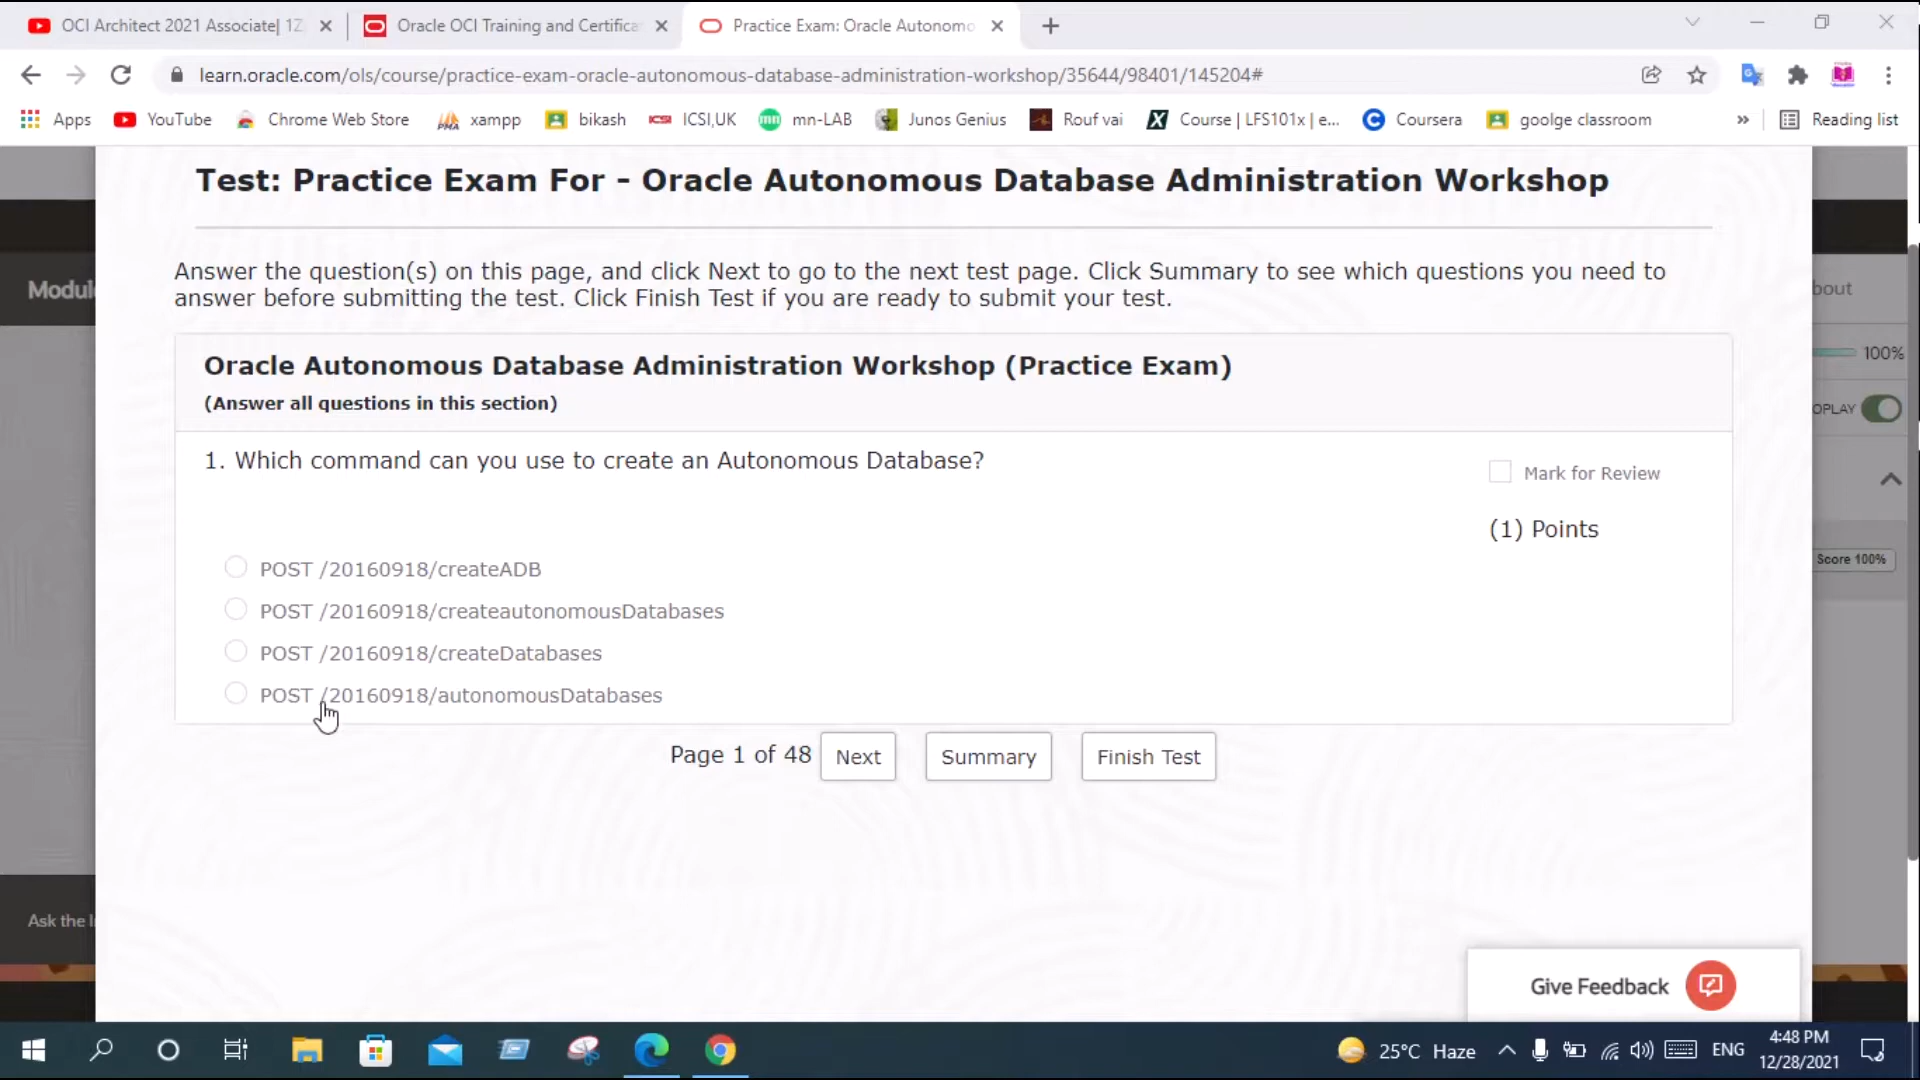 OCI Architect 2021 Associate| 1Z
Oracle OCI Training and Certifica
Practice Exam: Oracle Autonomo
learn.oracle.com/ols/course/practice-exam-oracle-autonomous-database-administration-workshop/35644/98401/145204#
Apps
YouTube
Chrome Web Store
xampp
bikash
ICSI,UK
mn-LAB
Junos Genius
Rouf vai
Course | LFS101x | e...
Coursera
goolge classroom
»
Reading list
Test: Practice Exam For - Oracle Autonomous Database Administration Workshop
Answer the question(s) on this page, and click Next to go to the next test page. Click Summary to see which questions you need to
answer before submitting the test. Click Finish Test if you are ready to submit your test.
Modul
bout
100%
OPLAY
Oracle Autonomous Database Administration Workshop (Practice Exam)
(Answer all questions in this section)
1. Which command can you use to create an Autonomous Database?
Mark for Review
(1) Points
Score 100%
POST /20160918/createADB
POST /20160918/createautonomousDatabases
POST /20160918/createDatabases
POST /20160918/autonomousDatabases
Page 1 of 48
Next
Summary
Finish Test
Ask the I
Give Feedback
25°C Haze
ENG
4:48 PM
12/28/2021